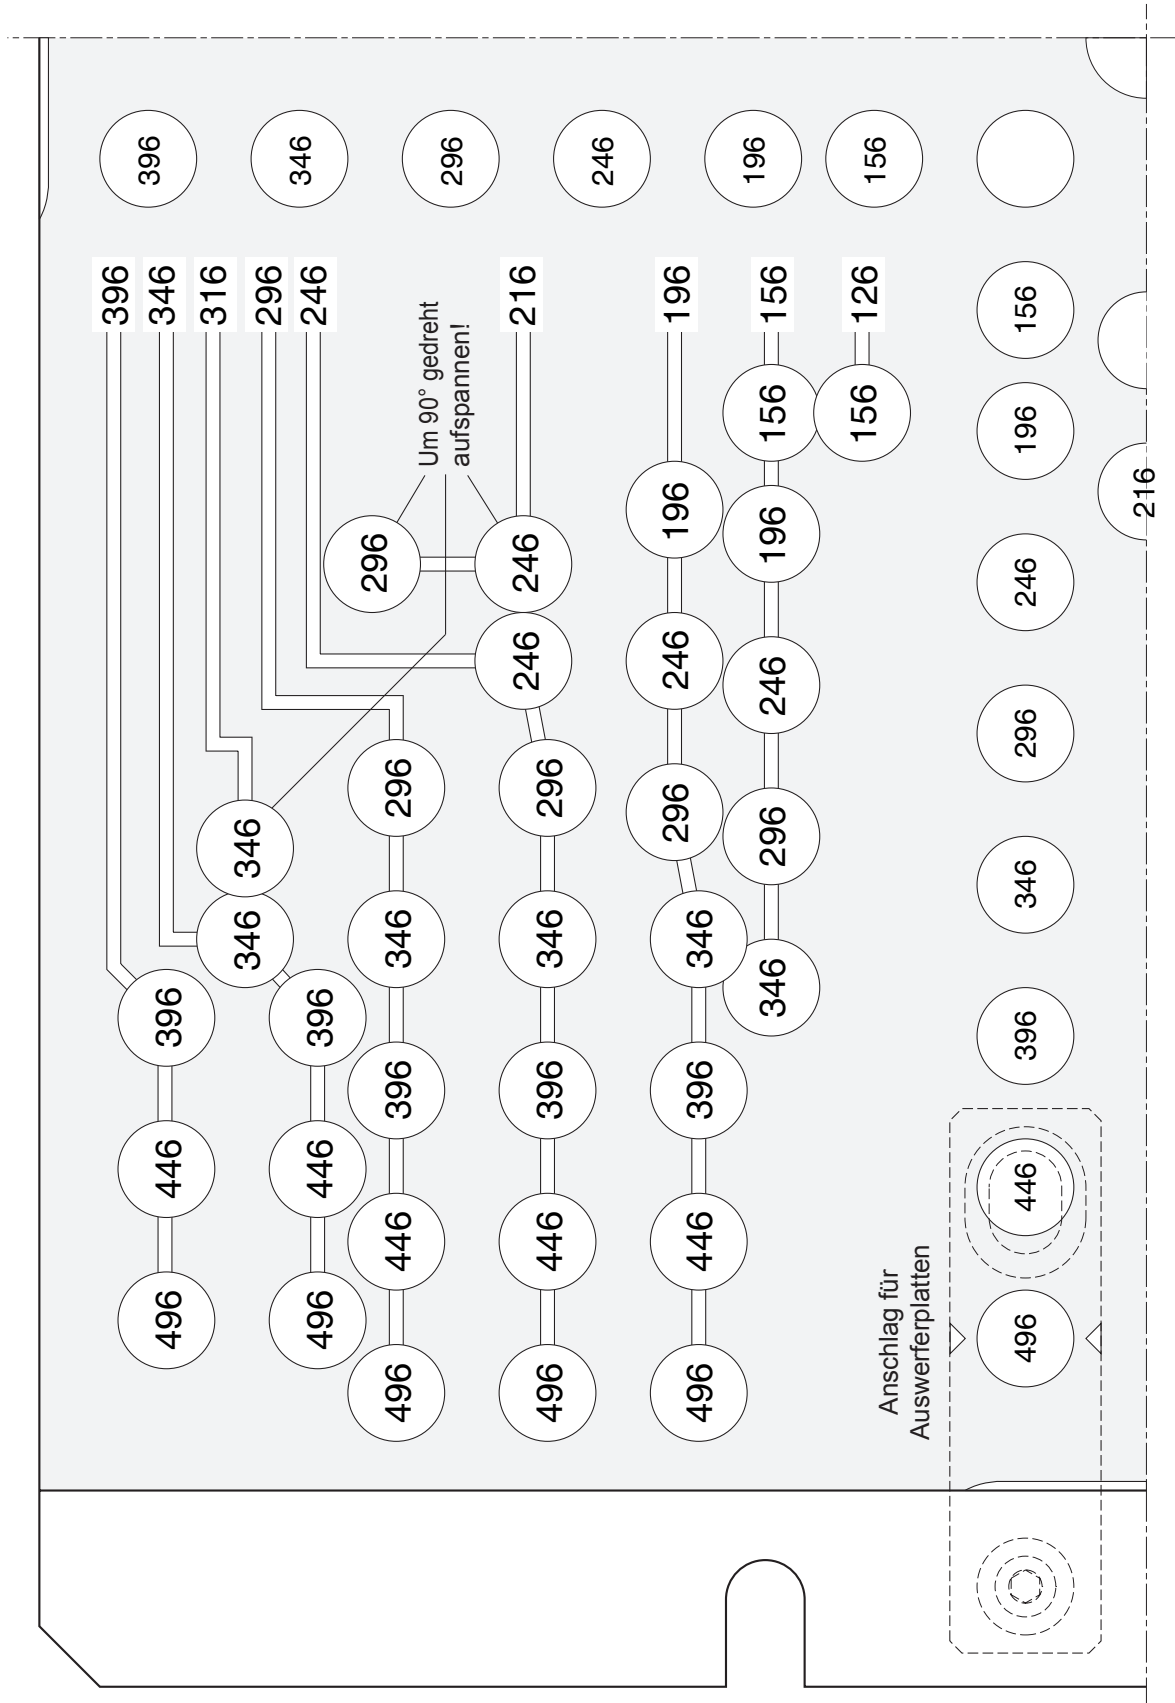 396
396
496 446 396 346
316
346 346
296
346
496 446 396 246
296
496 446 396 346 296
Um 90° gedreht
aufspannen!
296
246 246 216
496 446 396 346 296
246
296 246 196 196
496 446 396 346
196
346 296 246 196 156 156
156 126
156
Anschlag für
Auswerferplatten
496 446 396 346 296 246 196 156
216